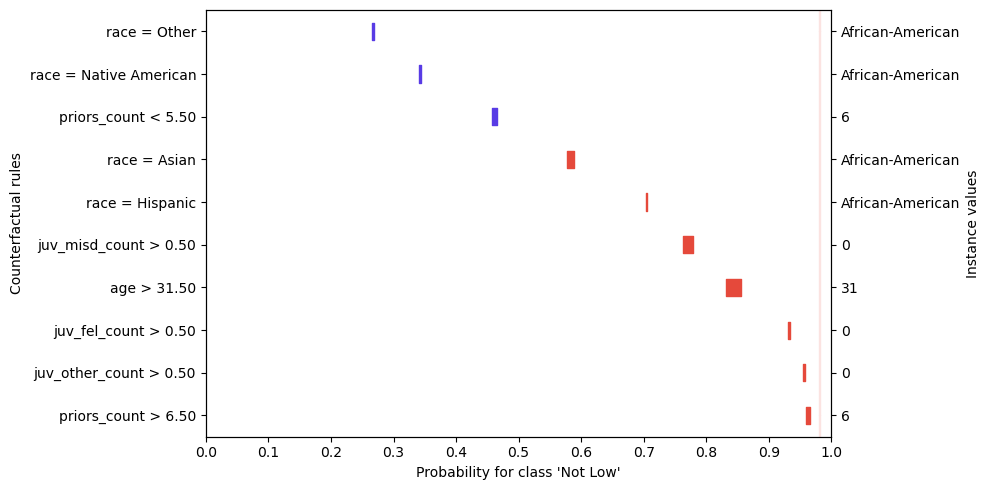 race = Other African-American
race = Native American African-American
priors_count < 5.50 6
race = Asian African-American
race = Hispanic African-American
juv_misd_count > 0.50 0
age > 31.50 31
juv_fel_count > 0.50 0
juv_other_count > 0.50 0
priors_count > 6.50 6
Counterfactual rules
Instance values
0.0 0.1 0.2 0.3 0.4 0.5 0.6 0.7 0.8 0.9 1.0
Probability for class 'Not Low'